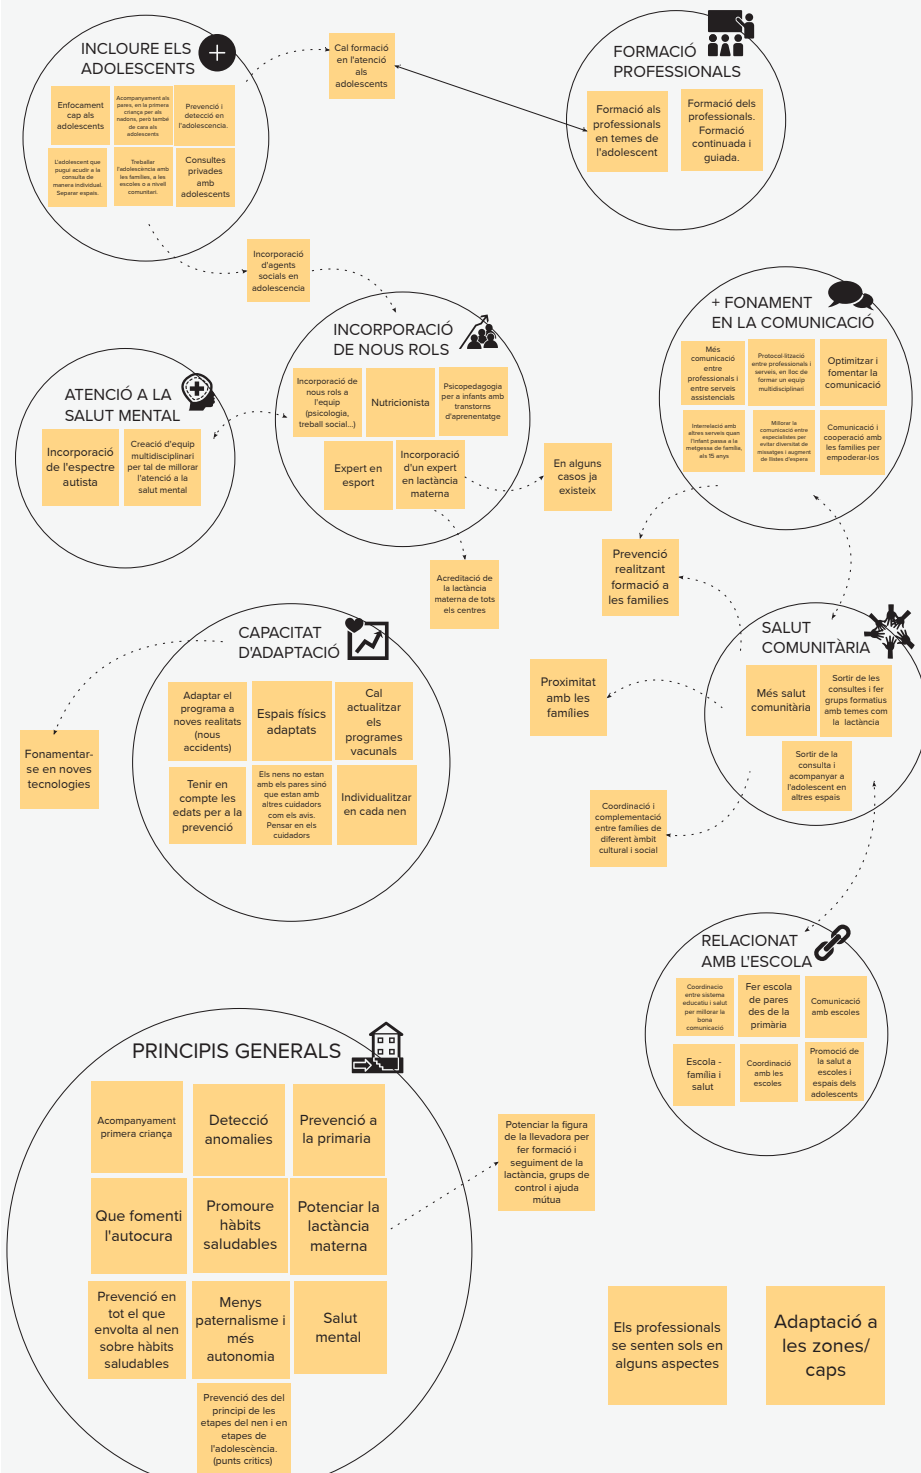 INCLOURE ELS
ADOLESCENTS
Enfocament
cap als
adolescents
Acompanyament als
pares, en la primera
criança per als
nadons, però també
de cara als
adolescents
Prevenció i
detecció en
l'adolescencia.
L'adolescent que
pugui acudir a la
consulta de
manera individual.
Separar espais.
Treballar
l'adolescència amb
les famílies, a les
escoles o a nivell
comunitari.
Consultes
privades
amb
adolescents
Cal formació
en l'atenció
als
adolescents
FORMACIÓ
PROFESSIONALS
Formació als
professionals
en temes de
l'adolescent
Formació dels
professionals.
Formació
continuada i
guiada.
Incorporació
d'agents
socials en
adolescencia
INCORPORACIÓ
DE NOUS ROLS
Incorporació de
nous rols a
l'equip
(psicologia,
treball social...)
Nutricionista
Psicopedagogia
per a infants amb
transtorns
d'aprenentatge
Expert en
esport
Incorporació
d'un expert
en lactància
materna
ATENCIÓ A LA
SALUT MENTAL
Incorporació
de l'espectre
autista
Creació d'equip
multidisciplinari
per tal de millorar
l'atenció a la
salut mental
En alguns
casos ja
existeix
Acreditació de
la lactància
materna de tots
els centres
+ FONAMENT
EN LA COMUNICACIÓ
Més
comunicació
entre
professionals i
entre serveis
assistencials
Protocol·lització
entre professionals i
serveis, en lloc de
formar un equip
multidisciplinari
Optimitzar i
fomentar la
comunicació
Interrelació amb
altres serveis quan
l'infant passa a la
metgessa de família,
als 15 anys
Millorar la
comunicació entre
especialistes per
evitar diversitat de
missatges i augment
de llistes d'espera
Comunicació i
cooperació amb
les famílies per
empoderar-los
Prevenció
realitzant
formació a
les families
SALUT
COMUNITÀRIA
Més salut
comunitària
Sortir de les
consultes i fer
grups formatius
amb temes com
la lactància
Sortir de la
consulta i
acompanyar a
l'adolescent en
altres espais
Proximitat
amb les
famílies
Coordinació i
complementació
entre famílies de
diferent àmbit
cultural i social
CAPACITAT
D'ADAPTACIÓ
Adaptar el
programa a
noves realitats
(nous
accidents)
Espais físics
adaptats
Cal
actualitzar
els
programes
vacunals
Tenir en
compte les
edats per a la
prevenció
Els nens no estan
amb els pares sinó
que estan amb
altres cuidadors
com els avis.
Pensar en els
cuidadors
Individualitzar
en cada nen
Fonamentar-
se en noves
tecnologies
RELACIONAT
AMB L'ESCOLA
Coordinacio
entre sistema
educatiu i salut
per millorar la
bona
comunicació
Fer escola
de pares
des de la
primària
Comunicació
amb escoles
Escola -
família i
salut
Coordinació
amb les
escoles
Promoció de
la salut a
escoles i
espais dels
adolescents
PRINCIPIS GENERALS
Acompanyament
primera criança
Detecció
anomalies
Prevenció a
la primaria
Que fomenti
l'autocura
Promoure
hàbits
saludables
Potenciar la
lactància
materna
Prevenció en
tot el que
envolta al nen
sobre hàbits
saludables
Menys
paternalisme i
més
autonomia
Salut
mental
Prevenció des del
principi de les
etapes del nen i en
etapes de
l'adolescència.
(punts crítics)
Potenciar la figura
de la llevadora per
fer formació i
seguiment de la
lactància, grups de
control i ajuda
mútua
Els professionals
se senten sols en
alguns aspectes
Adaptació a
les zones/
caps